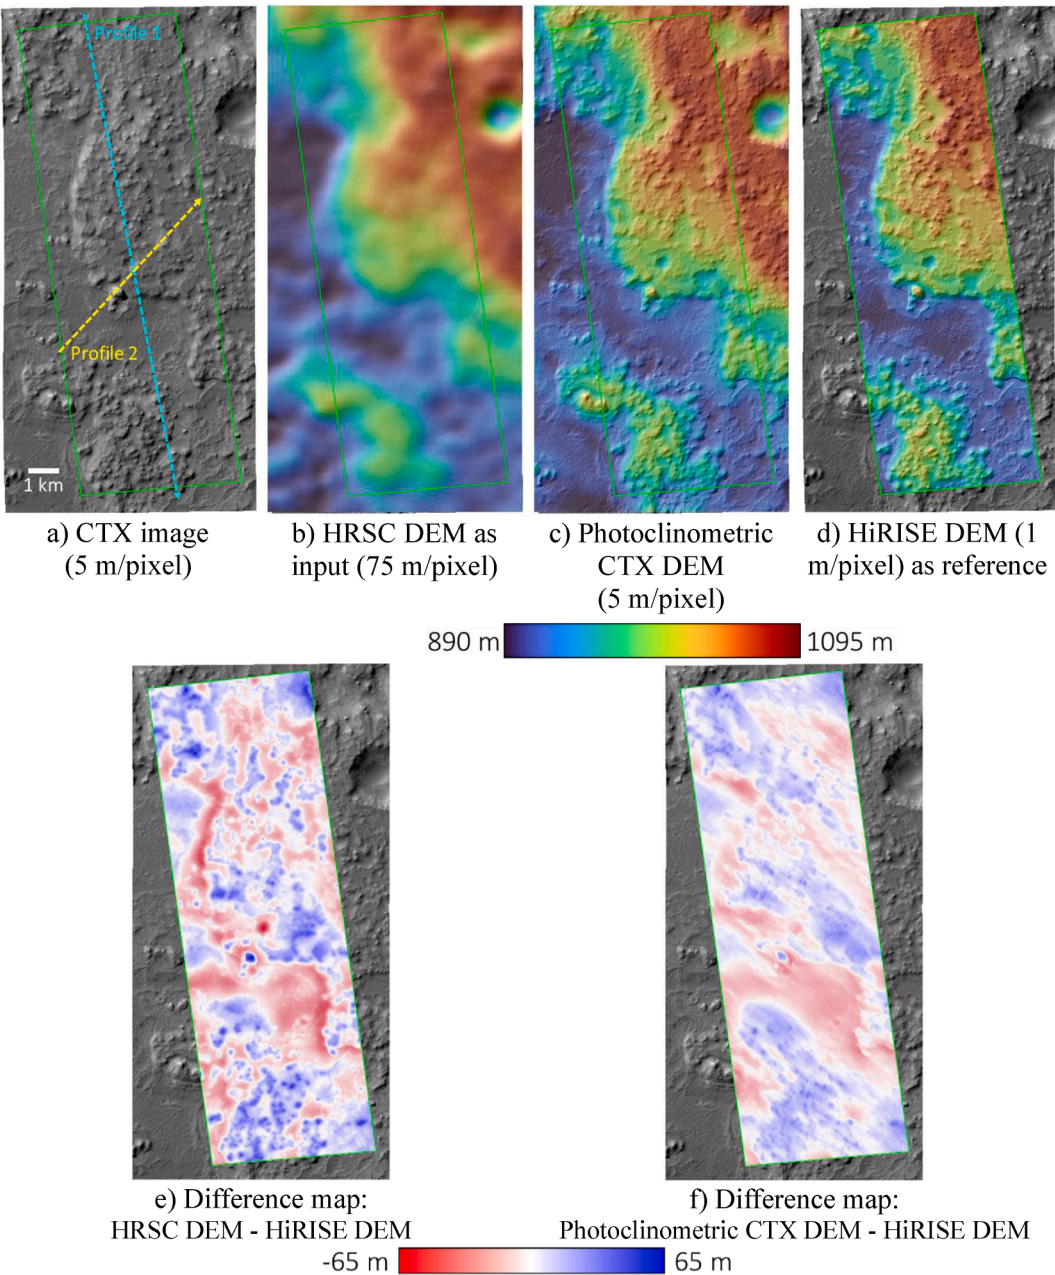 Profile 1
Profile 2
1 km
a) CTX image
(5 m/pixel)
b) HRSC DEM as
input (75 m/pixel)
c) Photoclinometric
CTX DEM
(5 m/pixel)
d) HiRISE DEM (1
m/pixel) as reference
890 m
1095 m
e) Difference map:
HRSC DEM - HiRISE DEM
f) Difference map:
Photoclinometric CTX DEM - HiRISE DEM
-65 m
65 m